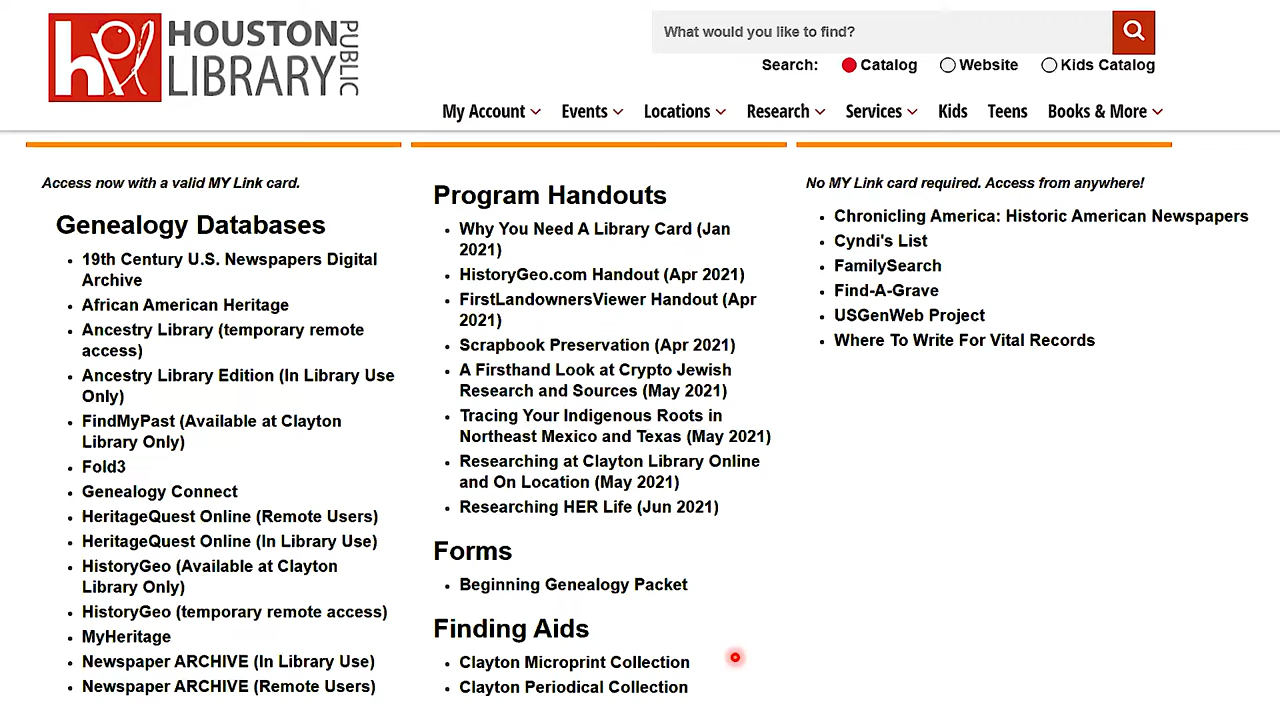 HOUSTON
LIBRARY
PUBLIC
What would you like to find?
Search: Catalog Website Kids Catalog
My Account Events Locations Research Services Kids Teens Books & More
Access now with a valid MY Link card.
Genealogy Databases
19th Century U.S. Newspapers Digital
Archive
African American Heritage
Ancestry Library (temporary remote
access)
Ancestry Library Edition (In Library Use
Only)
FindMyPast (Available at Clayton
Library Only)
Fold3
Genealogy Connect
HeritageQuest Online (Remote Users)
HeritageQuest Online (In Library Use)
HistoryGeo (Available at Clayton
Library Only)
HistoryGeo (temporary remote access)
MyHeritage
Newspaper ARCHIVE (In Library Use)
Newspaper ARCHIVE (Remote Users)
Program Handouts
Why You Need A Library Card (Jan
2021)
HistoryGeo.com Handout (Apr 2021)
FirstLandownersViewer Handout (Apr
2021)
Scrapbook Preservation (Apr 2021)
A Firsthand Look at Crypto Jewish
Research and Sources (May 2021)
Tracing Your Indigenous Roots in
Northeast Mexico and Texas (May 2021)
Researching at Clayton Library Online
and On Location (May 2021)
Researching HER Life (Jun 2021)
Forms
Beginning Genealogy Packet
Finding Aids
Clayton Microprint Collection
Clayton Periodical Collection
No MY Link card required. Access from anywhere!
Chronicling America: Historic American Newspapers
Cyndi's List
FamilySearch
Find-A-Grave
USGenWeb Project
Where To Write For Vital Records